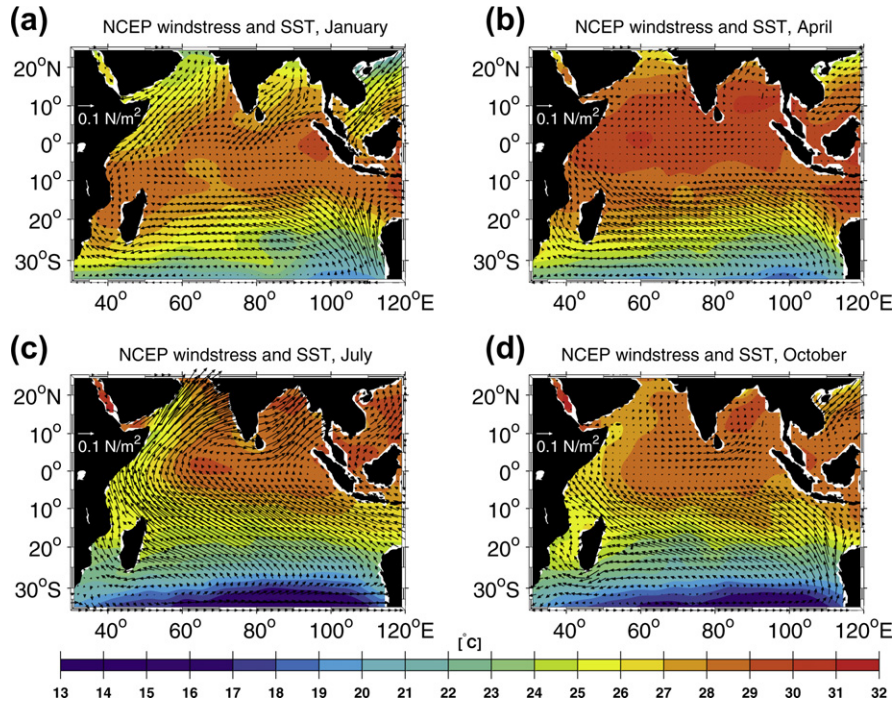 (a)
NCEP windstress and SST, January
20°N
10°
0.1 N/m²
0°
10°
20°
30°S
40° 60° 80° 100° 120°E
(b)
NCEP windstress and SST, April
20°N
10°
0.1 N/m²
0°
10°
20°
30°S
40° 60° 80° 100° 120°E
(c)
NCEP windstress and SST, July
20°N
10°
0.1 N/m²
0°
10°
20°
30°S
40° 60° 80° 100° 120°E
(d)
NCEP windstress and SST, October
20°N
10°
0.1 N/m²
0°
10°
20°
30°S
40° 60° 80° 100° 120°E
[°C]
13 14 15 16 17 18 19 20 21 22 23 24 25 26 27 28 29 30 31 32